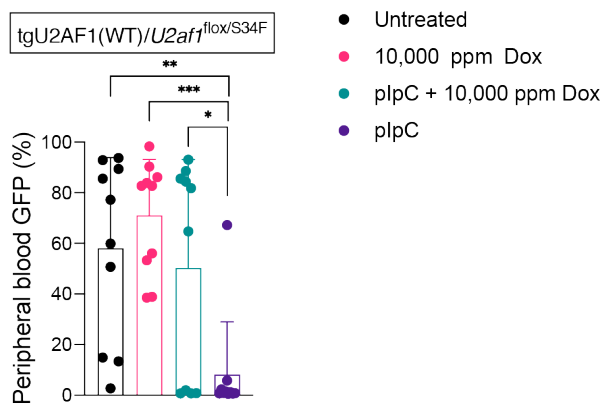 tgU2AF1(WT)/U2af1flox/S34F
Untreated
10,000 ppm Dox
pIpC + 10,000 ppm Dox
pIpC
**
***
*
Peripheral blood GFP (%)
100
80
60
40
20
0